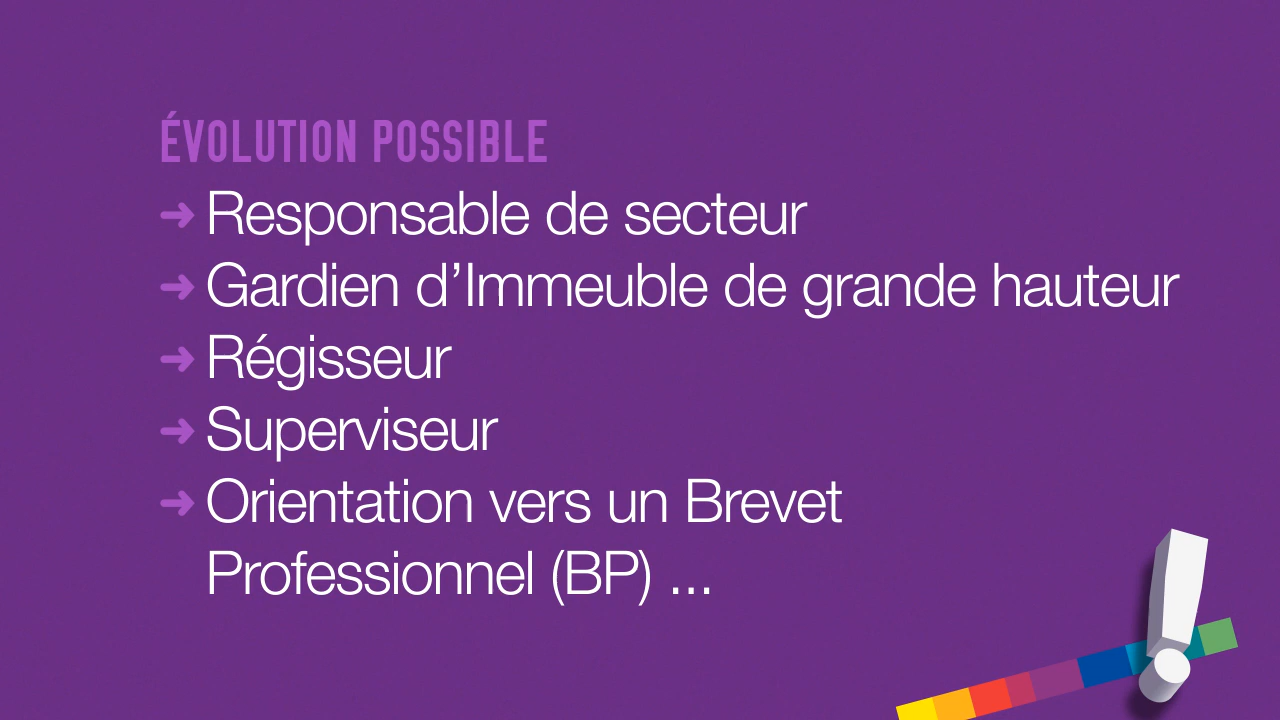 ÉVOLUTION POSSIBLE
➜ Responsable de secteur
➜ Gardien d’Immeuble de grande hauteur
➜ Régisseur
➜ Superviseur
➜ Orientation vers un Brevet
Professionnel (BP) ...
!